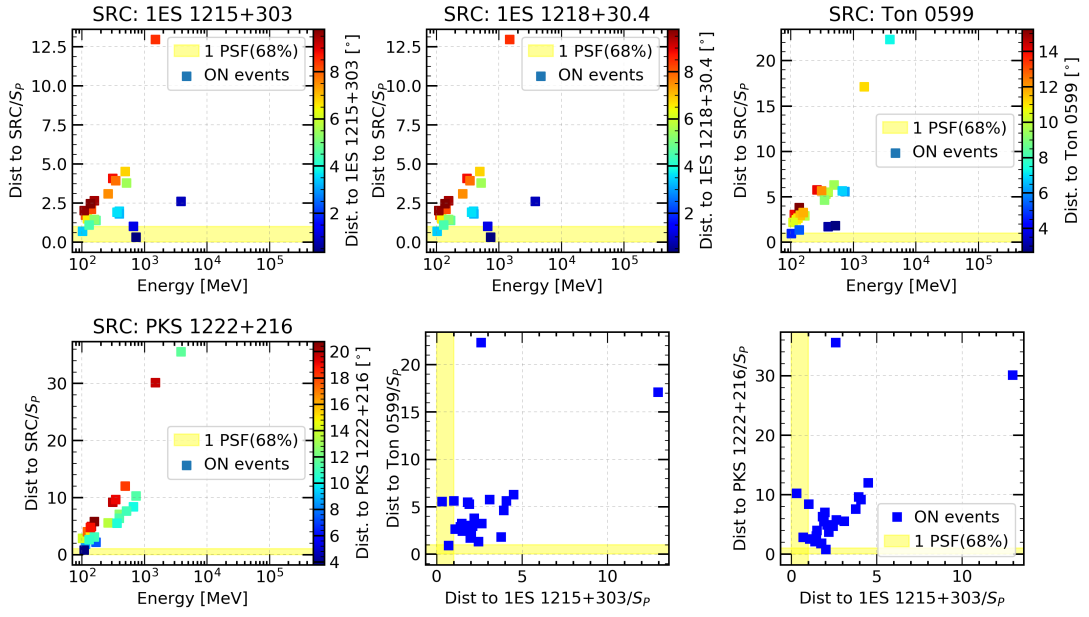 SRC: 1ES 1215+303
12.5
10.0
7.5
5.0
2.5
0.0
Dist to SRC/S_P
1 PSF(68%)
ON events
10^2
10^3
10^4
10^5
Energy [MeV]
8
6
4
2
Dist. to 1ES 1215+303 [°]
SRC: 1ES 1218+30.4
12.5
10.0
7.5
5.0
2.5
0.0
Dist to SRC/S_P
1 PSF(68%)
ON events
10^2
10^3
10^4
10^5
Energy [MeV]
8
6
4
2
Dist. to 1ES 1218+30.4 [°]
SRC: Ton 0599
20
15
10
5
0
Dist to SRC/S_P
1 PSF(68%)
ON events
10^2
10^3
10^4
10^5
Energy [MeV]
14
12
10
8
6
4
Dist. to Ton 0599 [°]
SRC: PKS 1222+216
30
20
10
0
Dist to SRC/S_P
1 PSF(68%)
ON events
10^2
10^3
10^4
10^5
Energy [MeV]
20
18
16
14
12
10
8
6
4
Dist. to PKS 1222+216 [°]
20
15
10
5
0
Dist to Ton 0599/S_P
0
5
10
Dist to 1ES 1215+303/S_P
30
20
10
0
Dist to PKS 1222+216/S_P
ON events
1 PSF(68%)
0
5
10
Dist to 1ES 1215+303/S_P